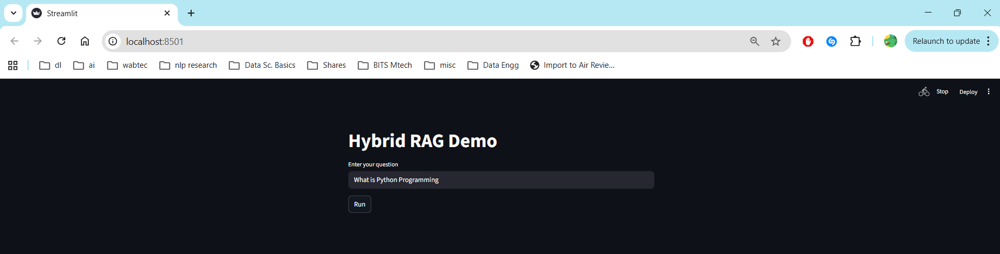 Streamlit
localhost:8501
Relaunch to update
dl ai wabtec nlp research Data Sc. Basics Shares BITS Mtech misc Data Engg Import to Air Revie...
Stop Deploy
Hybrid RAG Demo
Enter your question
What is Python Programming
Run